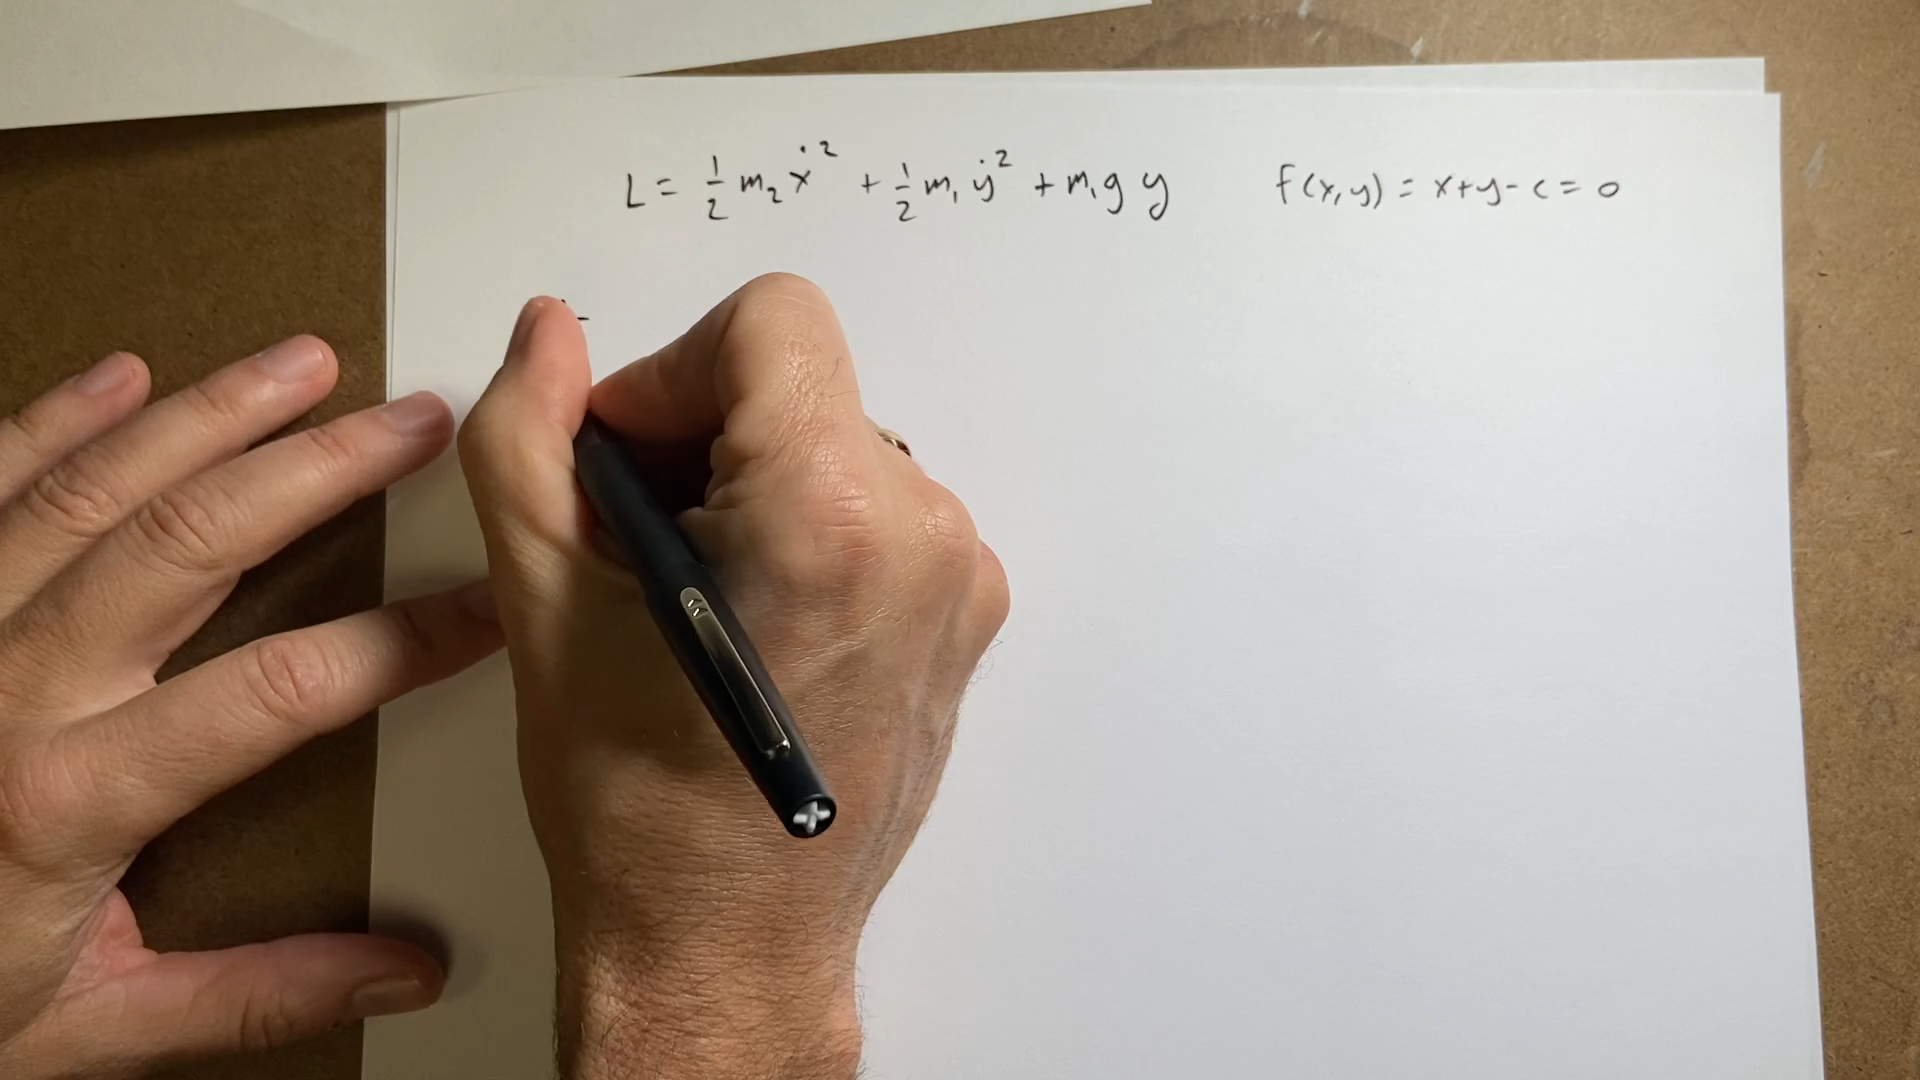 L = 1/2 m₂ ẋ² + 1/2 m₁ ẏ² + m₁ g y f(x,y) = x+y-c = 0